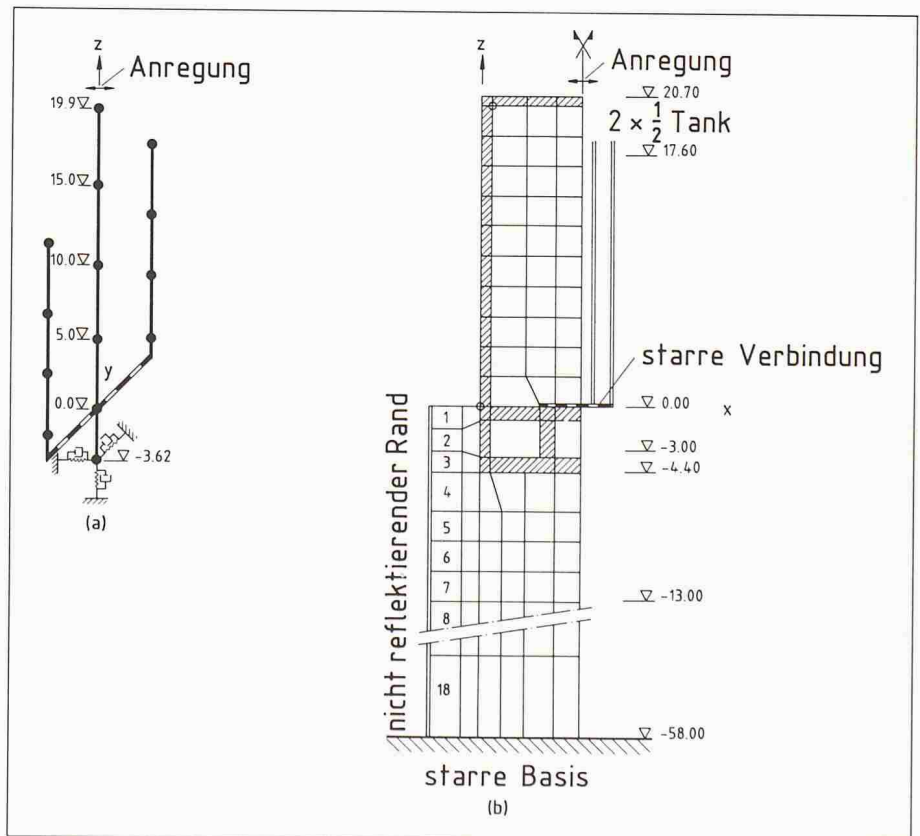 z
Anregung
19.9
15.0
10.0
5.0
y
0.0
-3.62
(a)
z
Anregung
20.70
2 × 1/2 Tank
17.60
starre Verbindung
0.00
x
-3.00
-4.40
-13.00
-58.00
nicht reflektierender Rand
1
2
3
4
5
6
7
8
18
starre Basis
(b)